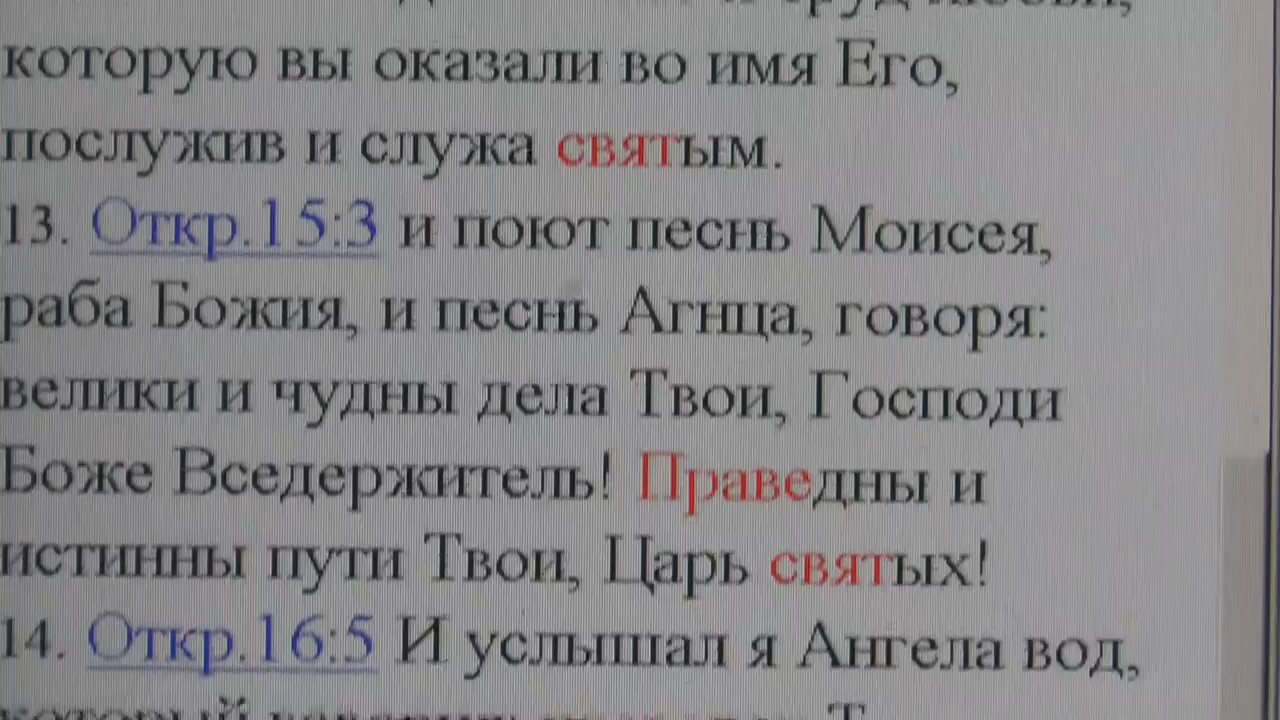 которую вы оказали во имя Его,
послужив и служа святым.
13. Откр.15:3 и поют песнь Моисея,
раба Божия, и песнь Агнца, говоря:
велики и чудны дела Твои, Господи
Боже Вседержитель! Праведны и
истинны пути Твои, Царь святых!
14. Откр.16:5 И услышал я Ангела вод,